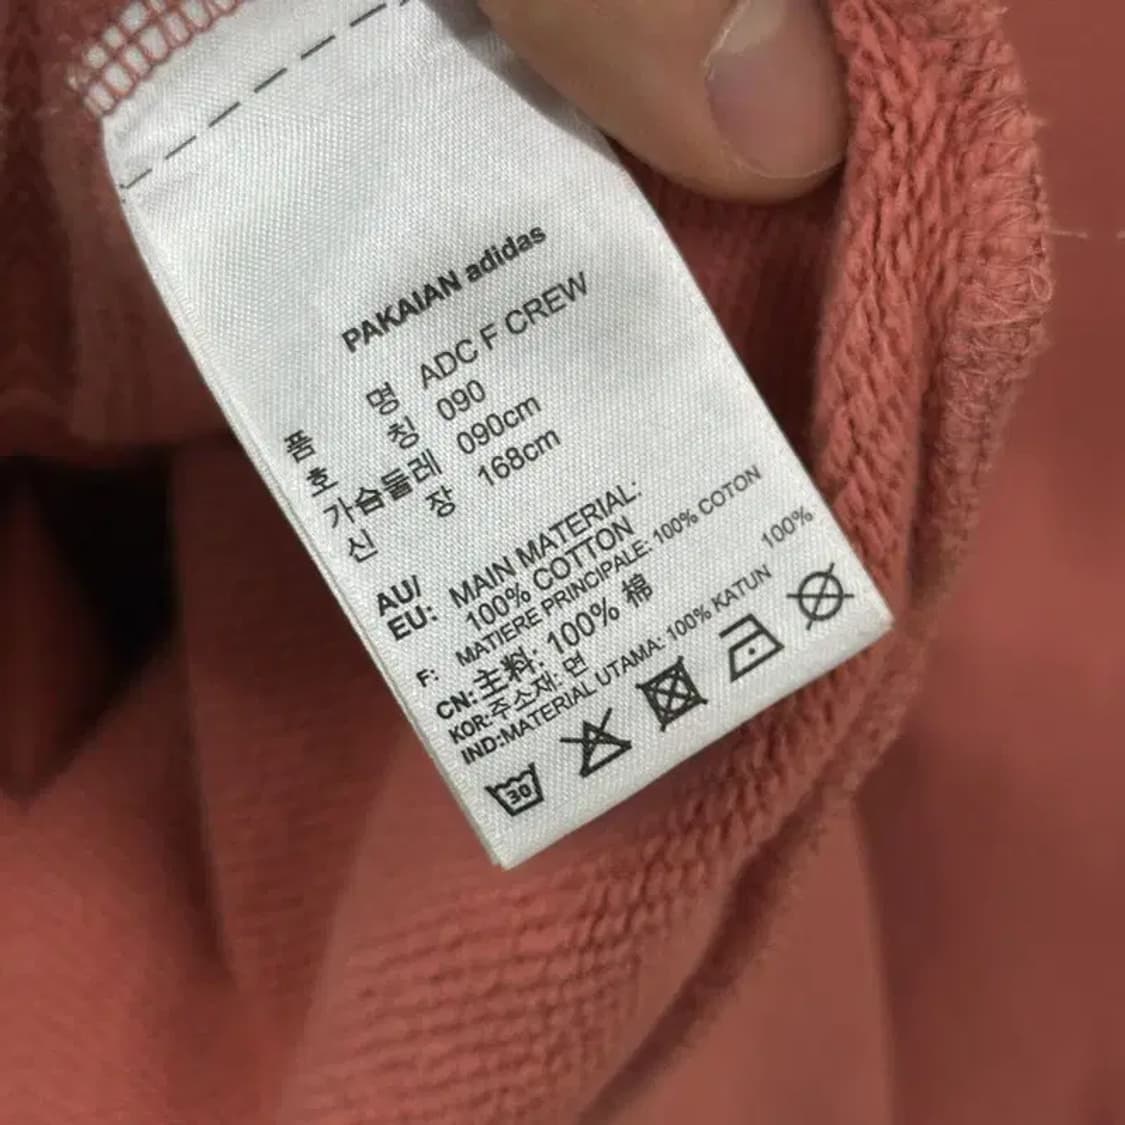 PAKAIAN adidas
품 명 ADC F CREW
호 칭 090
가슴둘레 090cm
신 장 168cm
AU/
EU: MAIN MATERIAL:
100% COTTON
F: MATIERE PRINCIPALE: 100% COTON
CN:主料: 100% 棉
KOR:주소재: 면 100%
IND:MATERIAL UTAMA: 100% KATUN
30